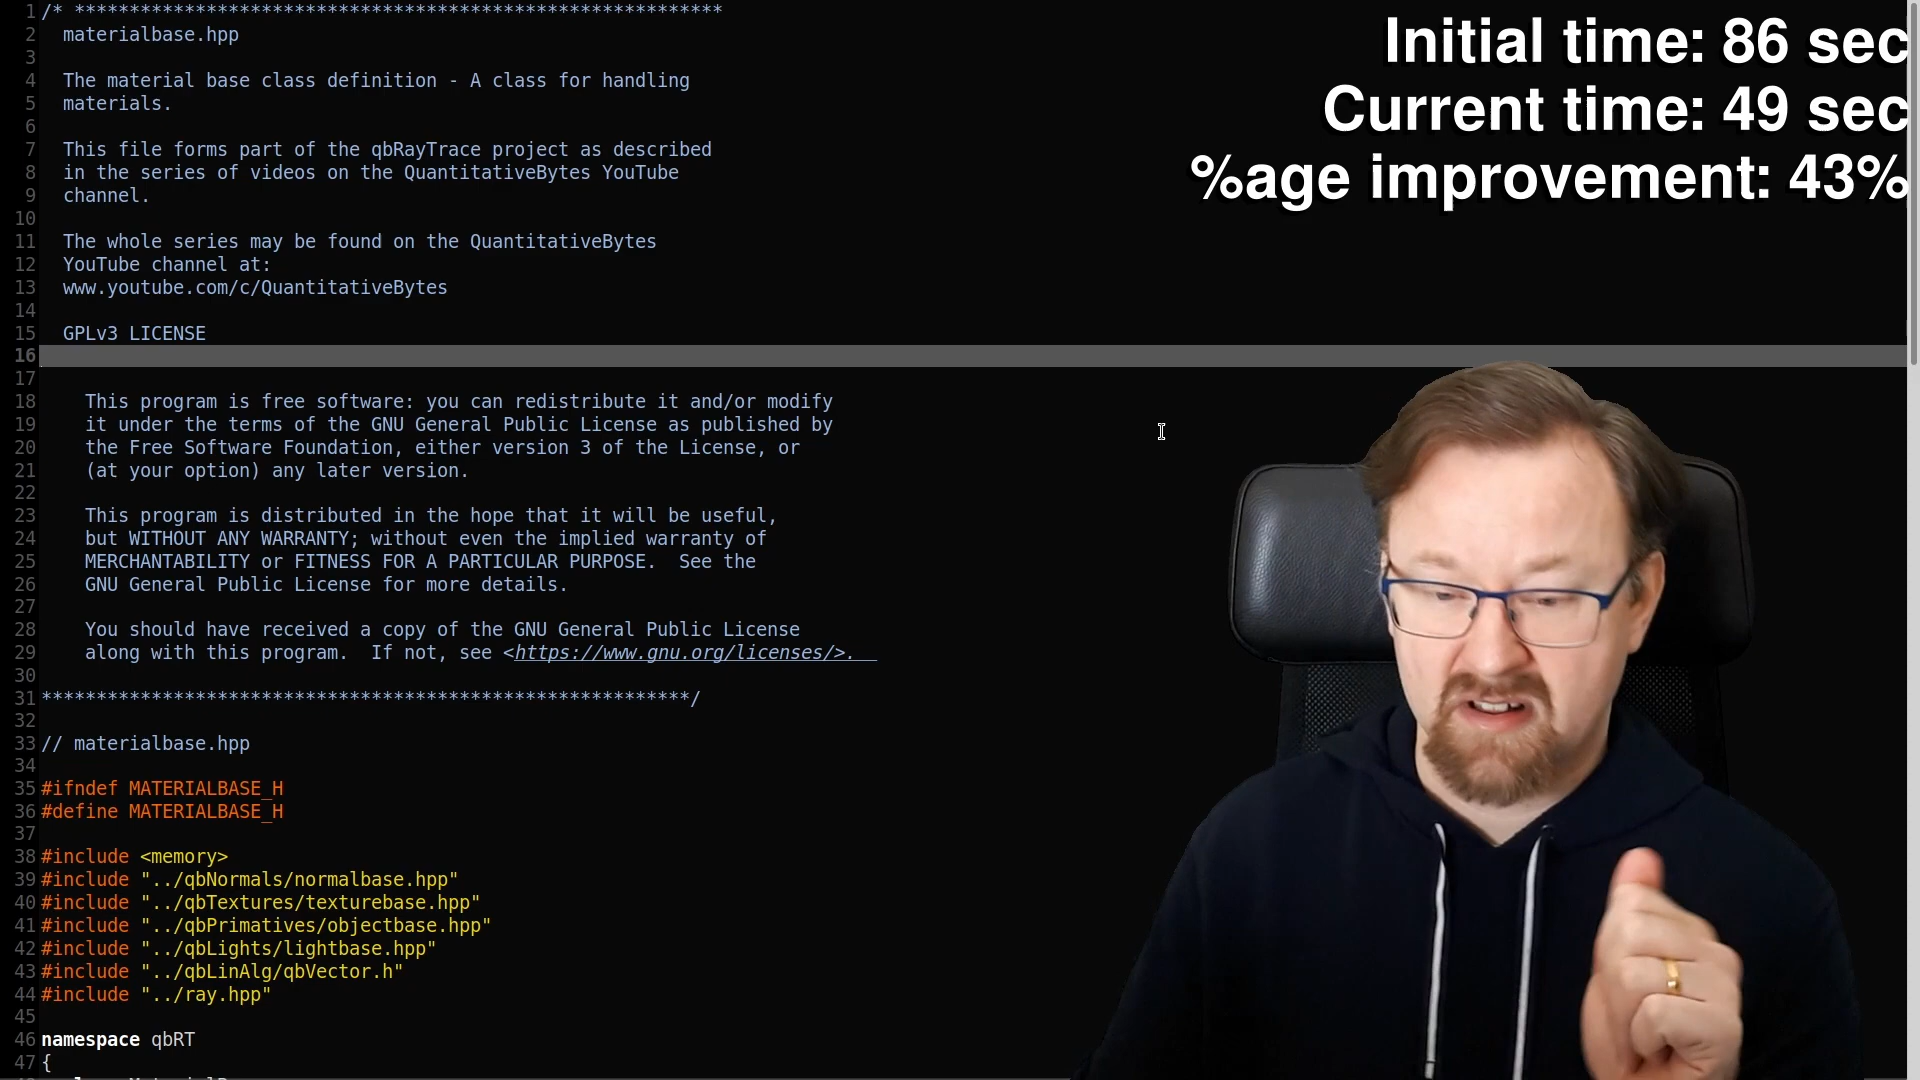 1 /* ***********************************************************
2 materialbase.hpp
3
4 The material base class definition - A class for handling
5 materials.
6
7 This file forms part of the qbRayTrace project as described
8 in the series of videos on the QuantitativeBytes YouTube
9 channel.
10
11 The whole series may be found on the QuantitativeBytes
12 YouTube channel at:
13 www.youtube.com/c/QuantitativeBytes
14
15 GPLv3 LICENSE
16
17
18 This program is free software: you can redistribute it and/or modify
19 it under the terms of the GNU General Public License as published by
20 the Free Software Foundation, either version 3 of the License, or
21 (at your option) any later version.
22
23 This program is distributed in the hope that it will be useful,
24 but WITHOUT ANY WARRANTY; without even the implied warranty of
25 MERCHANTABILITY or FITNESS FOR A PARTICULAR PURPOSE.  See the
26 GNU General Public License for more details.
27
28 You should have received a copy of the GNU General Public License
29 along with this program.  If not, see <https://www.gnu.org/licenses/>.
30
31 ***********************************************************/
32
33 // materialbase.hpp
34
35 #ifndef MATERIALBASE_H
36 #define MATERIALBASE_H
37
38 #include <memory>
39 #include "../qbNormals/normalbase.hpp"
40 #include "../qbTextures/texturebase.hpp"
41 #include "../qbPrimatives/objectbase.hpp"
42 #include "../qbLights/lightbase.hpp"
43 #include "../qbLinAlg/qbVector.h"
44 #include "../ray.hpp"
45
46 namespace qbRT
47 {
Initial time: 86 sec
Current time: 49 sec
%age improvement: 43%